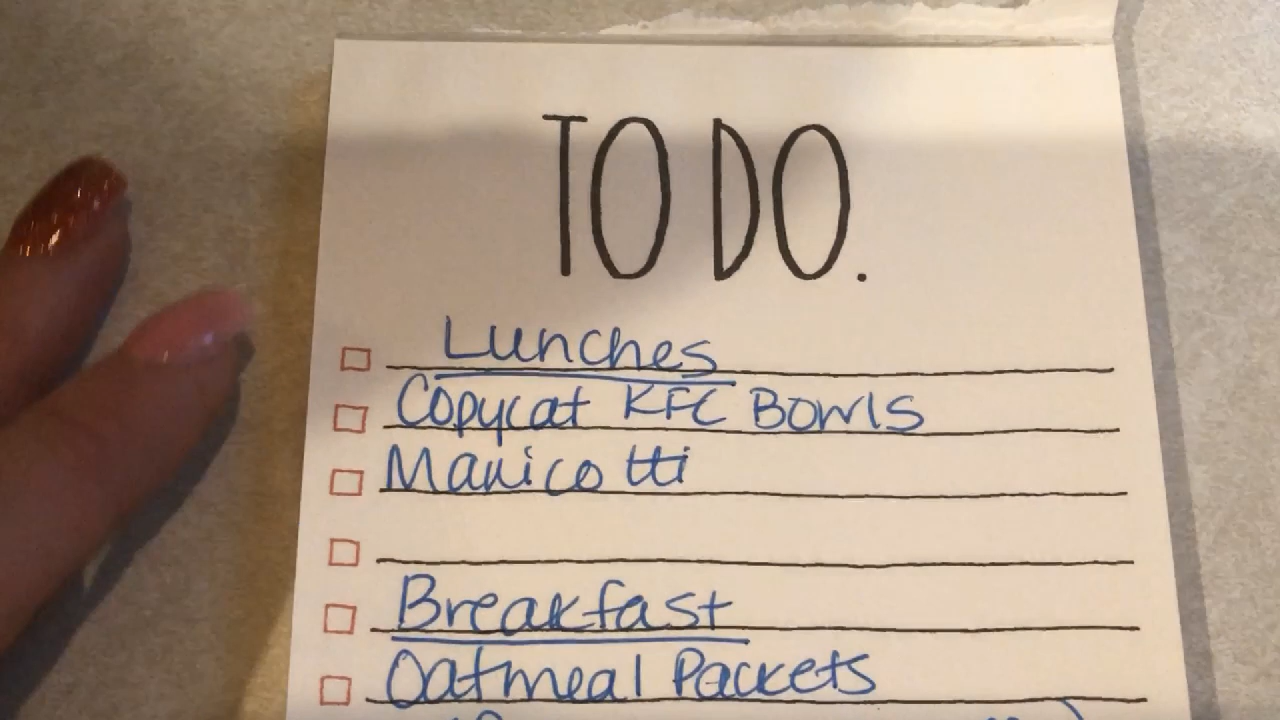 TO DO.
Lunches
Copycat KFC Bowls
Manicotti
Breakfast
Oatmeal Packets